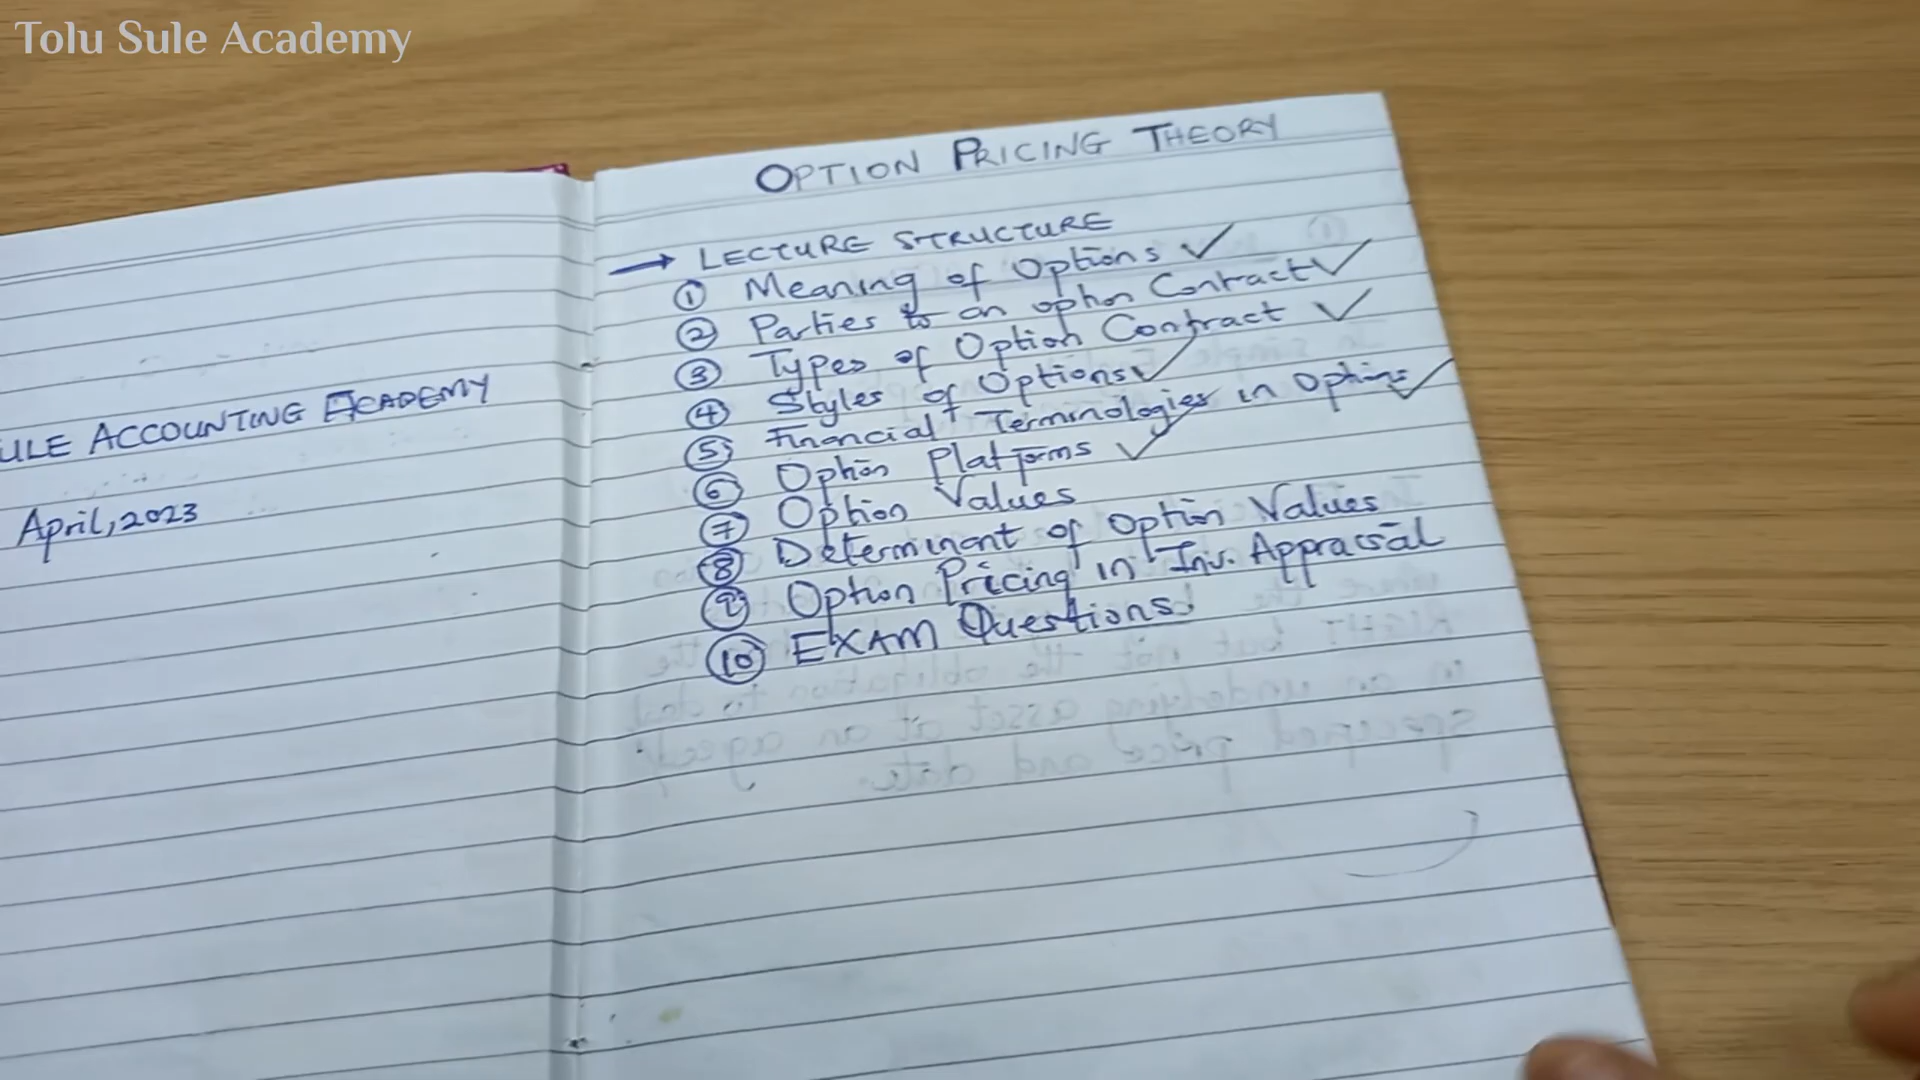 Tolu Sule Academy
ULE ACCOUNTING ACADEMY
April, 2023
OPTION PRICING THEORY
→ LECTURE STRUCTURE
① Meaning of Options ✓
② Parties to an option Contract ✓
③ Types of Option Contract ✓
④ Styles of Options ✓
⑤ Financial Terminologies in Options ✓
⑥ Option Platforms ✓
⑦ Option Values
⑧ Determinant of Option Values
⑨ Option Pricing in Inv. Appraisal
⑩ EXAM Questions.